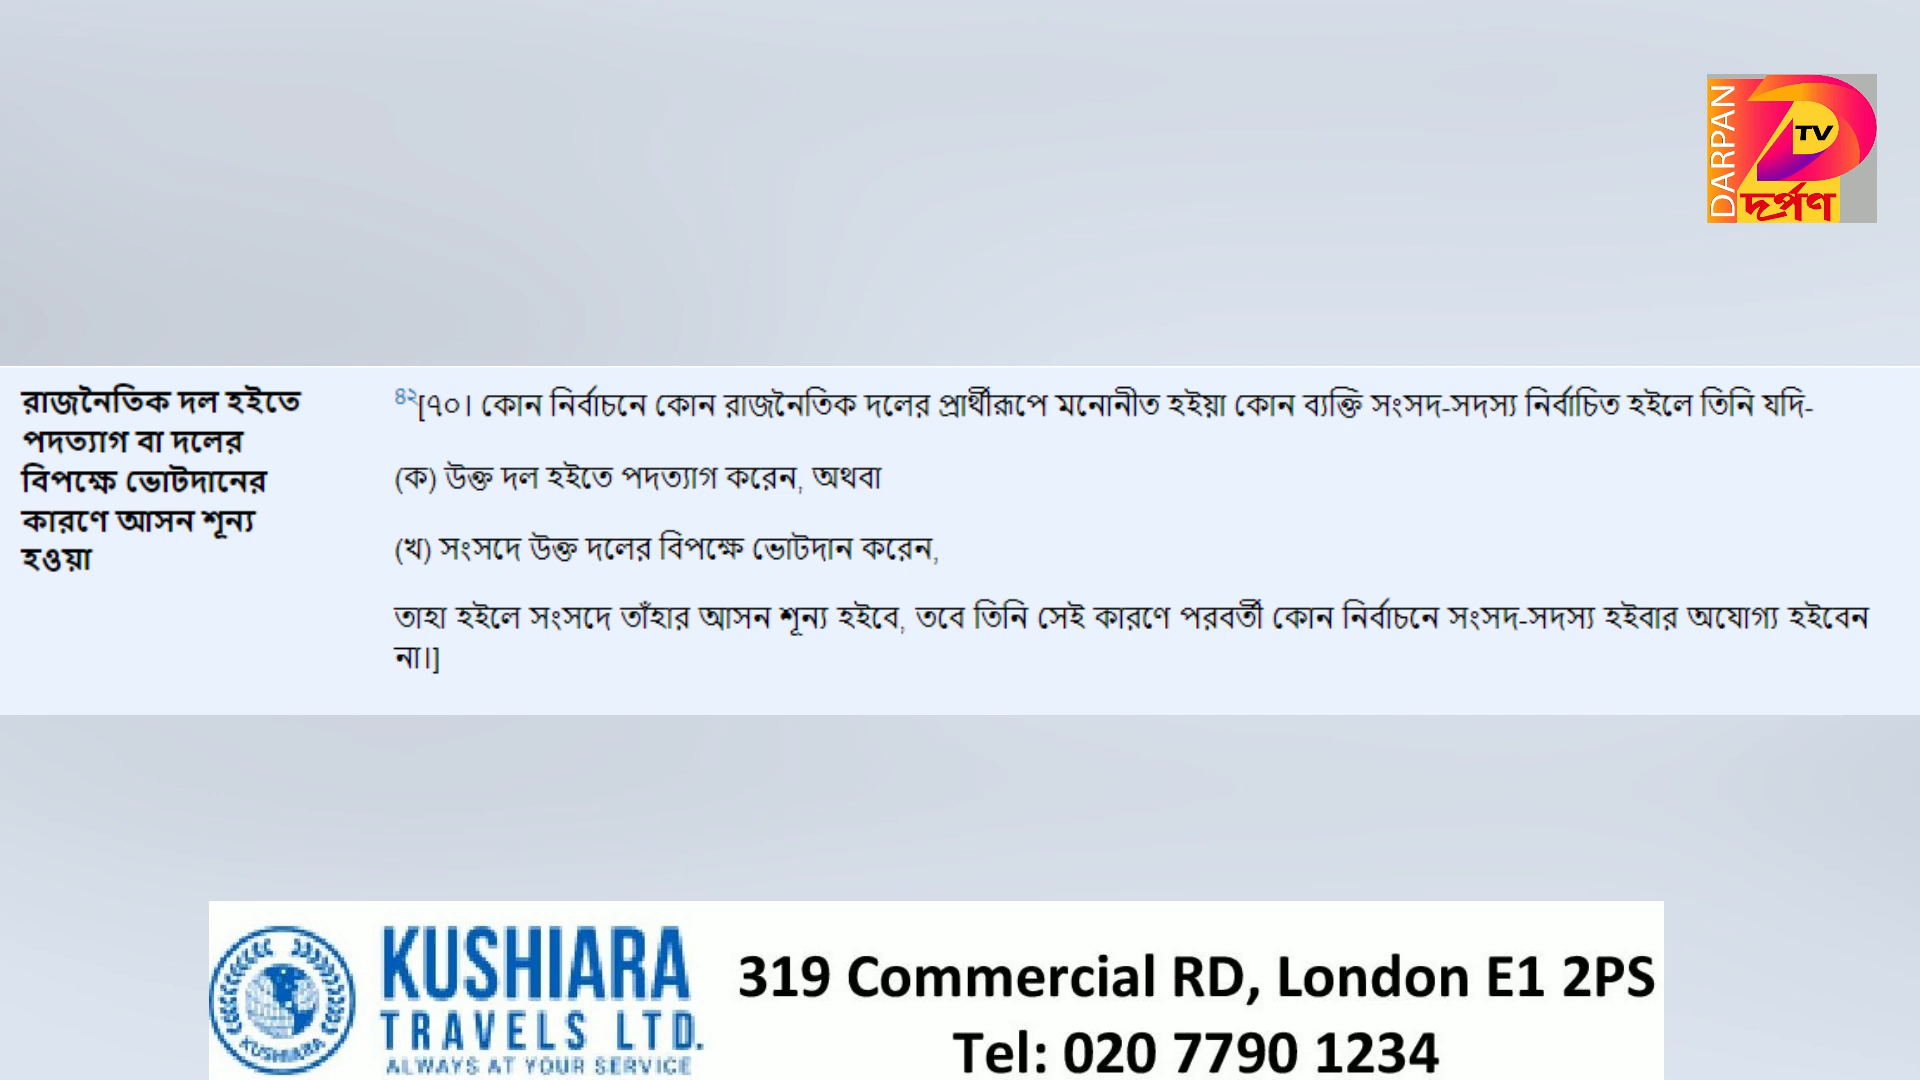 DARPAN
TV
দর্পণ
রাজনৈতিক দল হইতে
পদত্যাগ বা দলের
বিপক্ষে ভোটদানের
কারণে আসন শূন্য
হওয়া
৪২[৭০। কোন নির্বাচনে কোন রাজনৈতিক দলের প্রার্থীরূপে মনোনীত হইয়া কোন ব্যক্তি সংসদ-সদস্য নির্বাচিত হইলে তিনি যদি-
(ক) উক্ত দল হইতে পদত্যাগ করেন, অথবা
(খ) সংসদে উক্ত দলের বিপক্ষে ভোটদান করেন,
তাহা হইলে সংসদে তাঁহার আসন শূন্য হইবে, তবে তিনি সেই কারণে পরবর্তী কোন নির্বাচনে সংসদ-সদস্য হইবার অযোগ্য হইবেন
না।]
KUSHIARA
KUSHIARA
TRAVELS LTD.
ALWAYS AT YOUR SERVICE
319 Commercial RD, London E1 2PS
Tel: 020 7790 1234